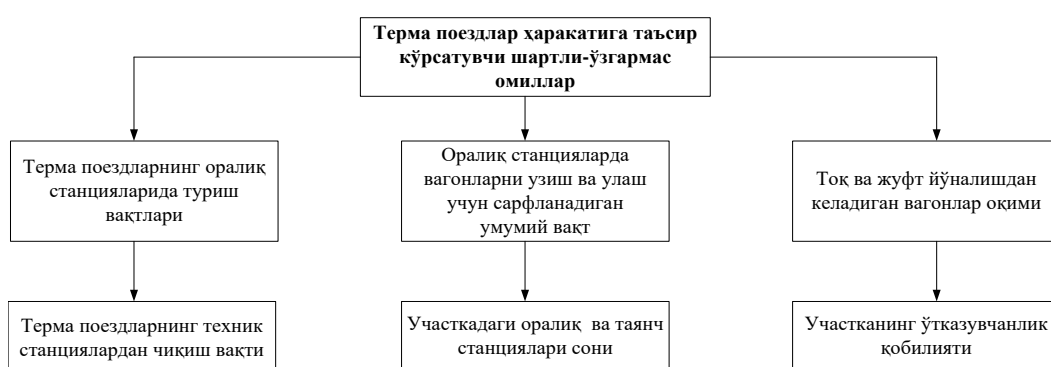 Терма поездлар ҳаракатига таъсир
кўрсатувчи шартли-ўзгармас
омиллар
Терма поездларнинг оралиқ
станцияларида туриш
вақтлари
Оралиқ станцияларда
вагонларни узиш ва улаш
учун сарфланадиган
умумий вақт
Тоқ ва жуфт йўналишдан
келадиган вагонлар оқими
Терма поездларнинг техник
станциялардан чиқиш вақти
Участкадаги оралиқ ва таянч
станциялари сони
Участканинг ўтказувчанлик
қобилияти